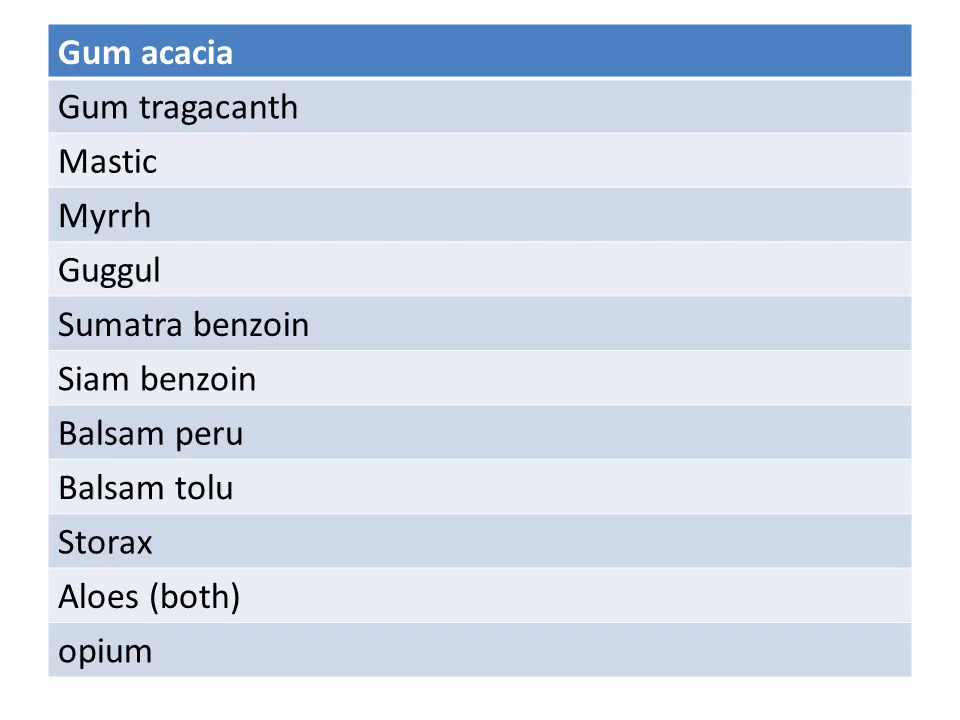 Gum acacia
Gum tragacanth
Mastic
Myrrh
Guggul
Sumatra benzoin
Siam benzoin
Balsam peru
Balsam tolu
Storax
Aloes (both)
opium